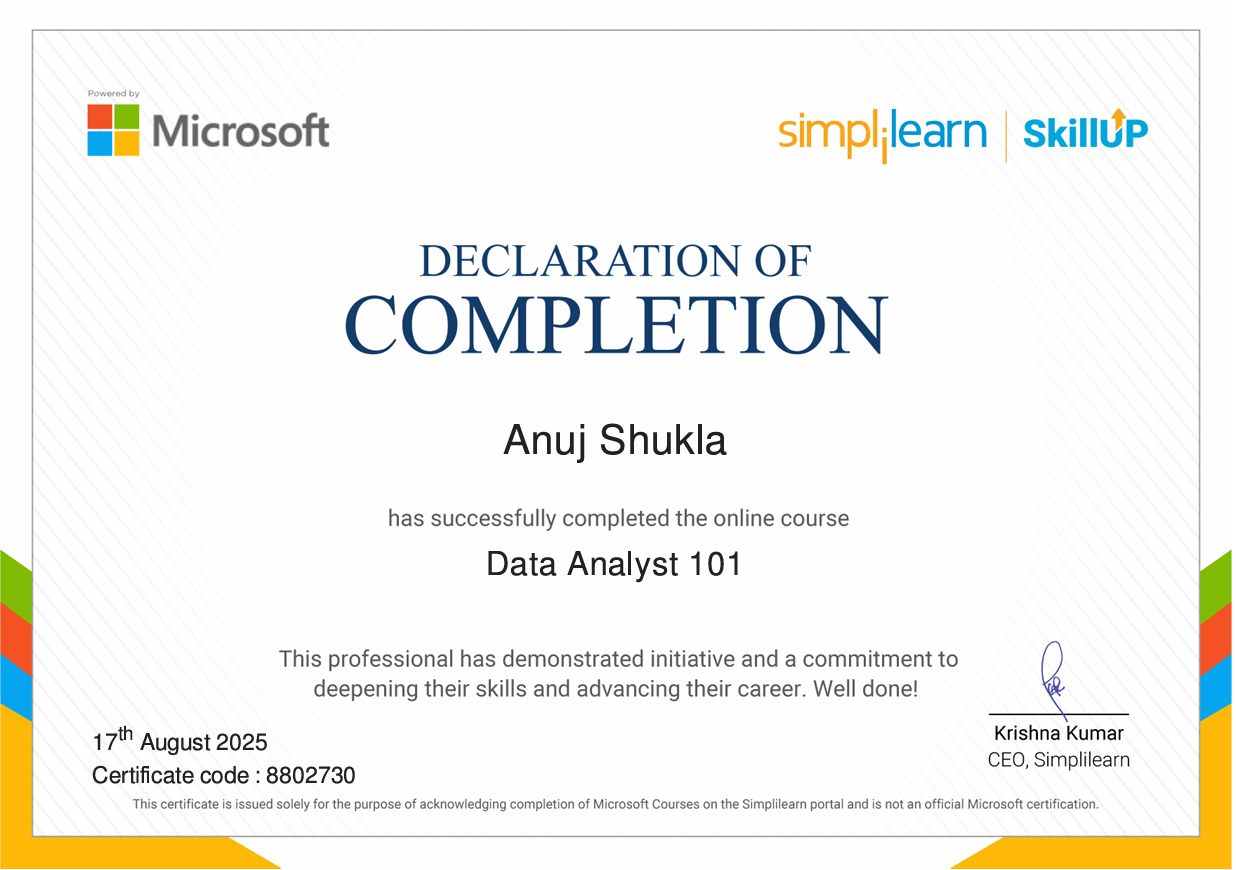 Powered by
Microsoft
simplilearn | SkillUP
DECLARATION OF
COMPLETION
Anuj Shukla
has successfully completed the online course
Data Analyst 101
This professional has demonstrated initiative and a commitment to
deepening their skills and advancing their career. Well done!
17th August 2025
Certificate code : 8802730
Krishna Kumar
CEO, Simplilearn
This certificate is issued solely for the purpose of acknowledging completion of Microsoft Courses on the Simplilearn portal and is not an official Microsoft certification.